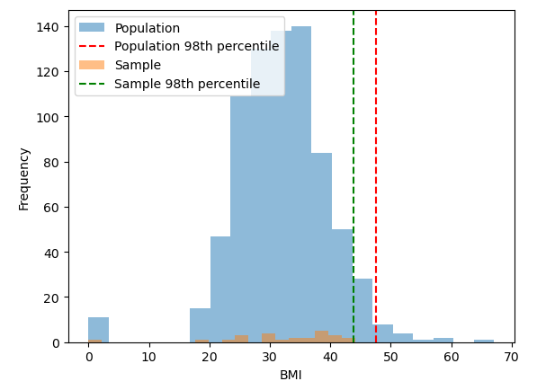 Population
Population 98th percentile
Sample
Sample 98th percentile
140
120
100
80
60
40
20
0
Frequency
0 10 20 30 40 50 60 70
BMI